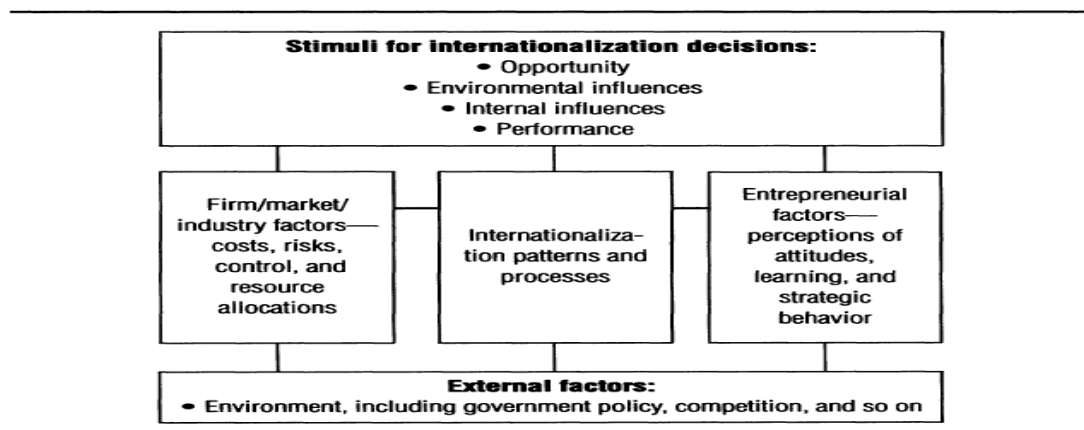 Stimuli for internationalization decisions:
• Opportunity
• Environmental influences
• Internal influences
• Performance
Firm/market/
industry factors—
costs, risks,
control, and
resource
allocations
Internationaliza-
tion patterns and
processes
Entrepreneurial
factors—
perceptions of
attitudes,
learning, and
strategic
behavior
External factors:
• Environment, including government policy, competition, and so on